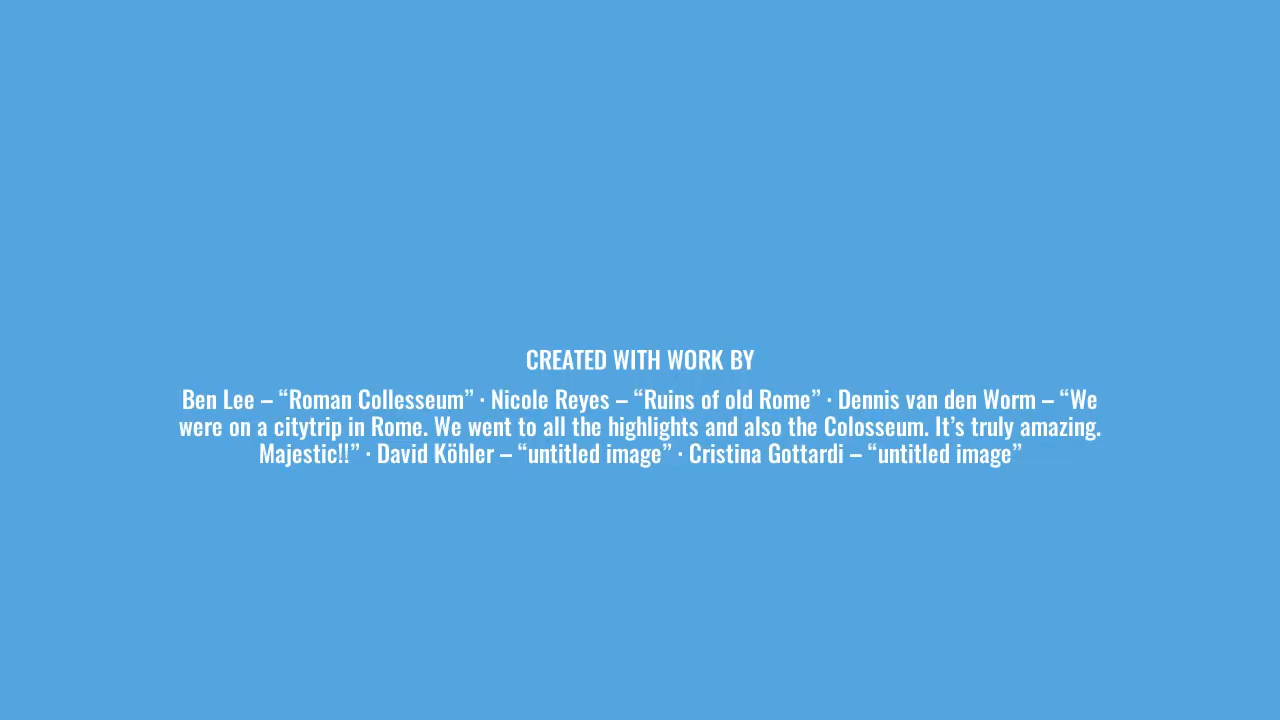 CREATED WITH WORK BY
Ben Lee – “Roman Collesseum” · Nicole Reyes – “Ruins of old Rome” · Dennis van den Worm – “We
were on a citytrip in Rome. We went to all the highlights and also the Colosseum. It’s truly amazing.
Majestic!!” · David Köhler – “untitled image” · Cristina Gottardi – “untitled image”